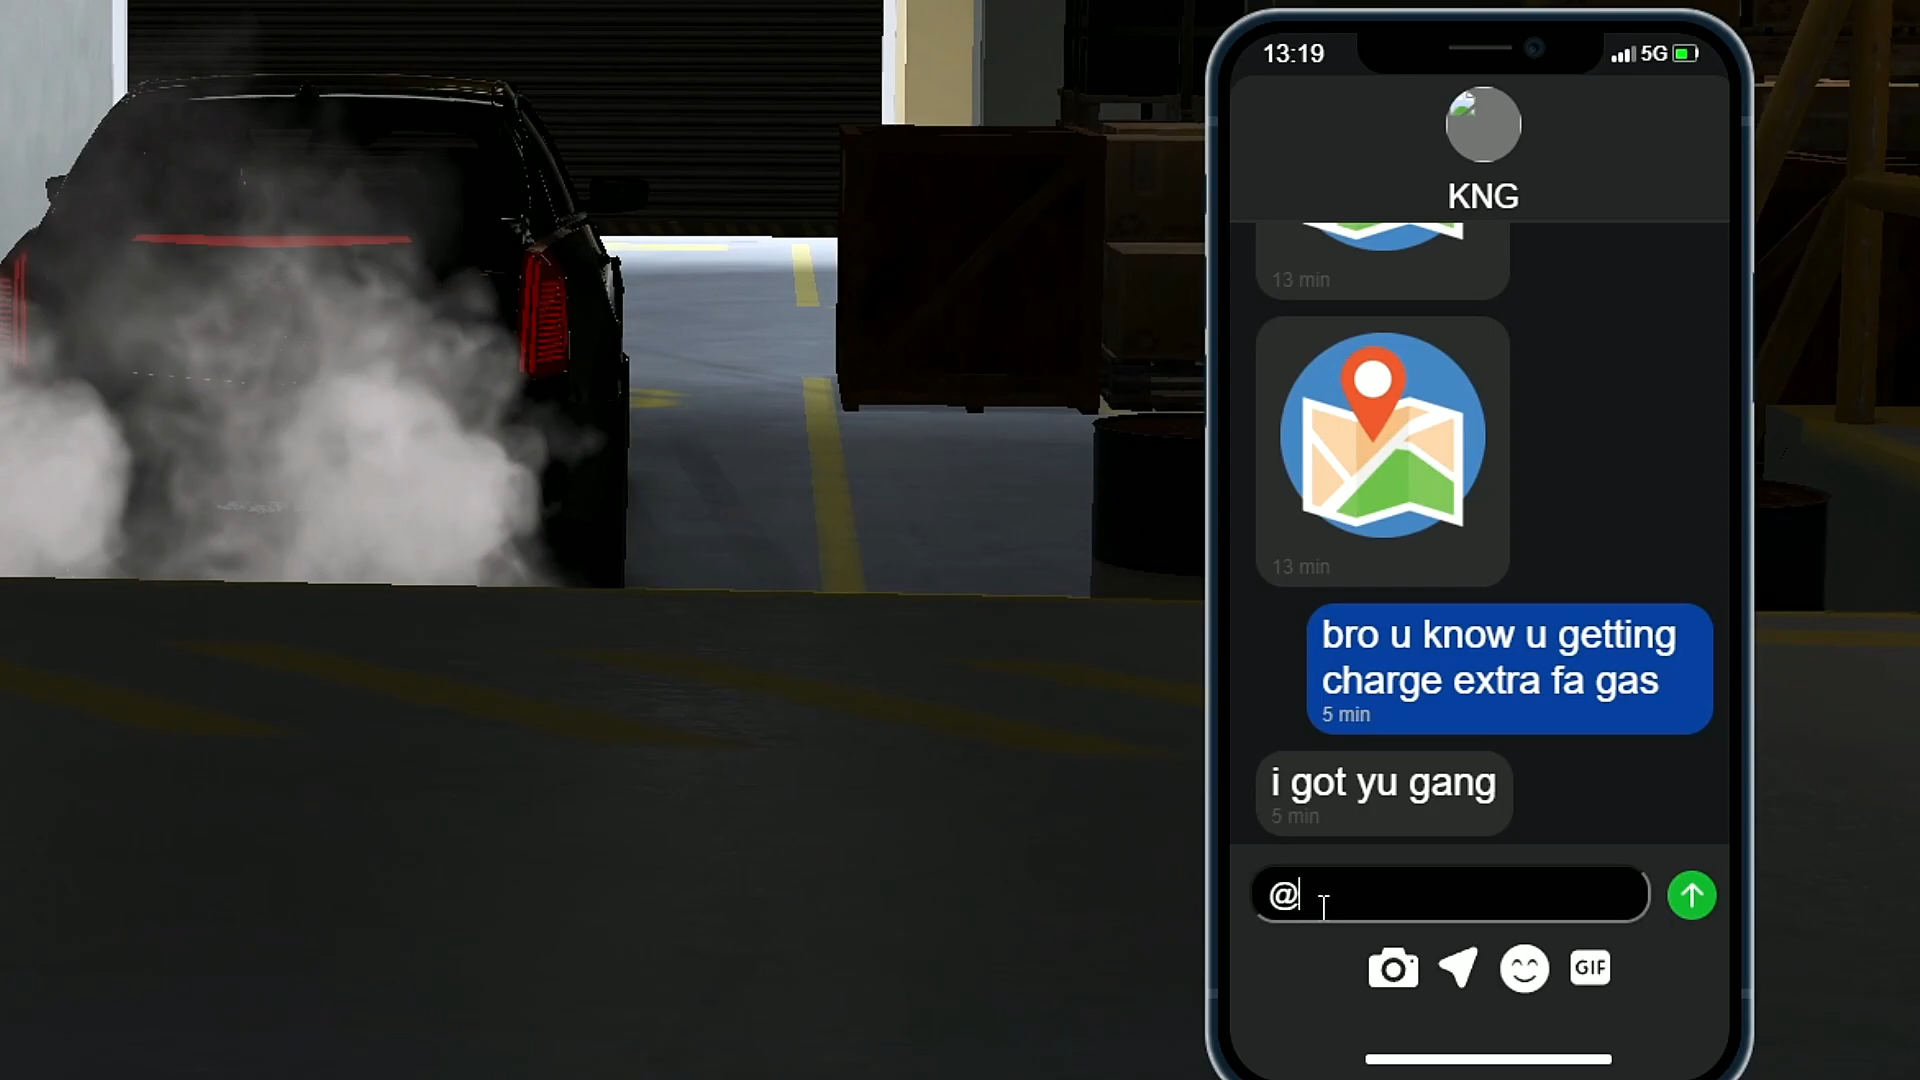 13:19
5G
KNG
13 min
13 min
bro u know u getting
charge extra fa gas
5 min
i got yu gang
5 min
@
GIF